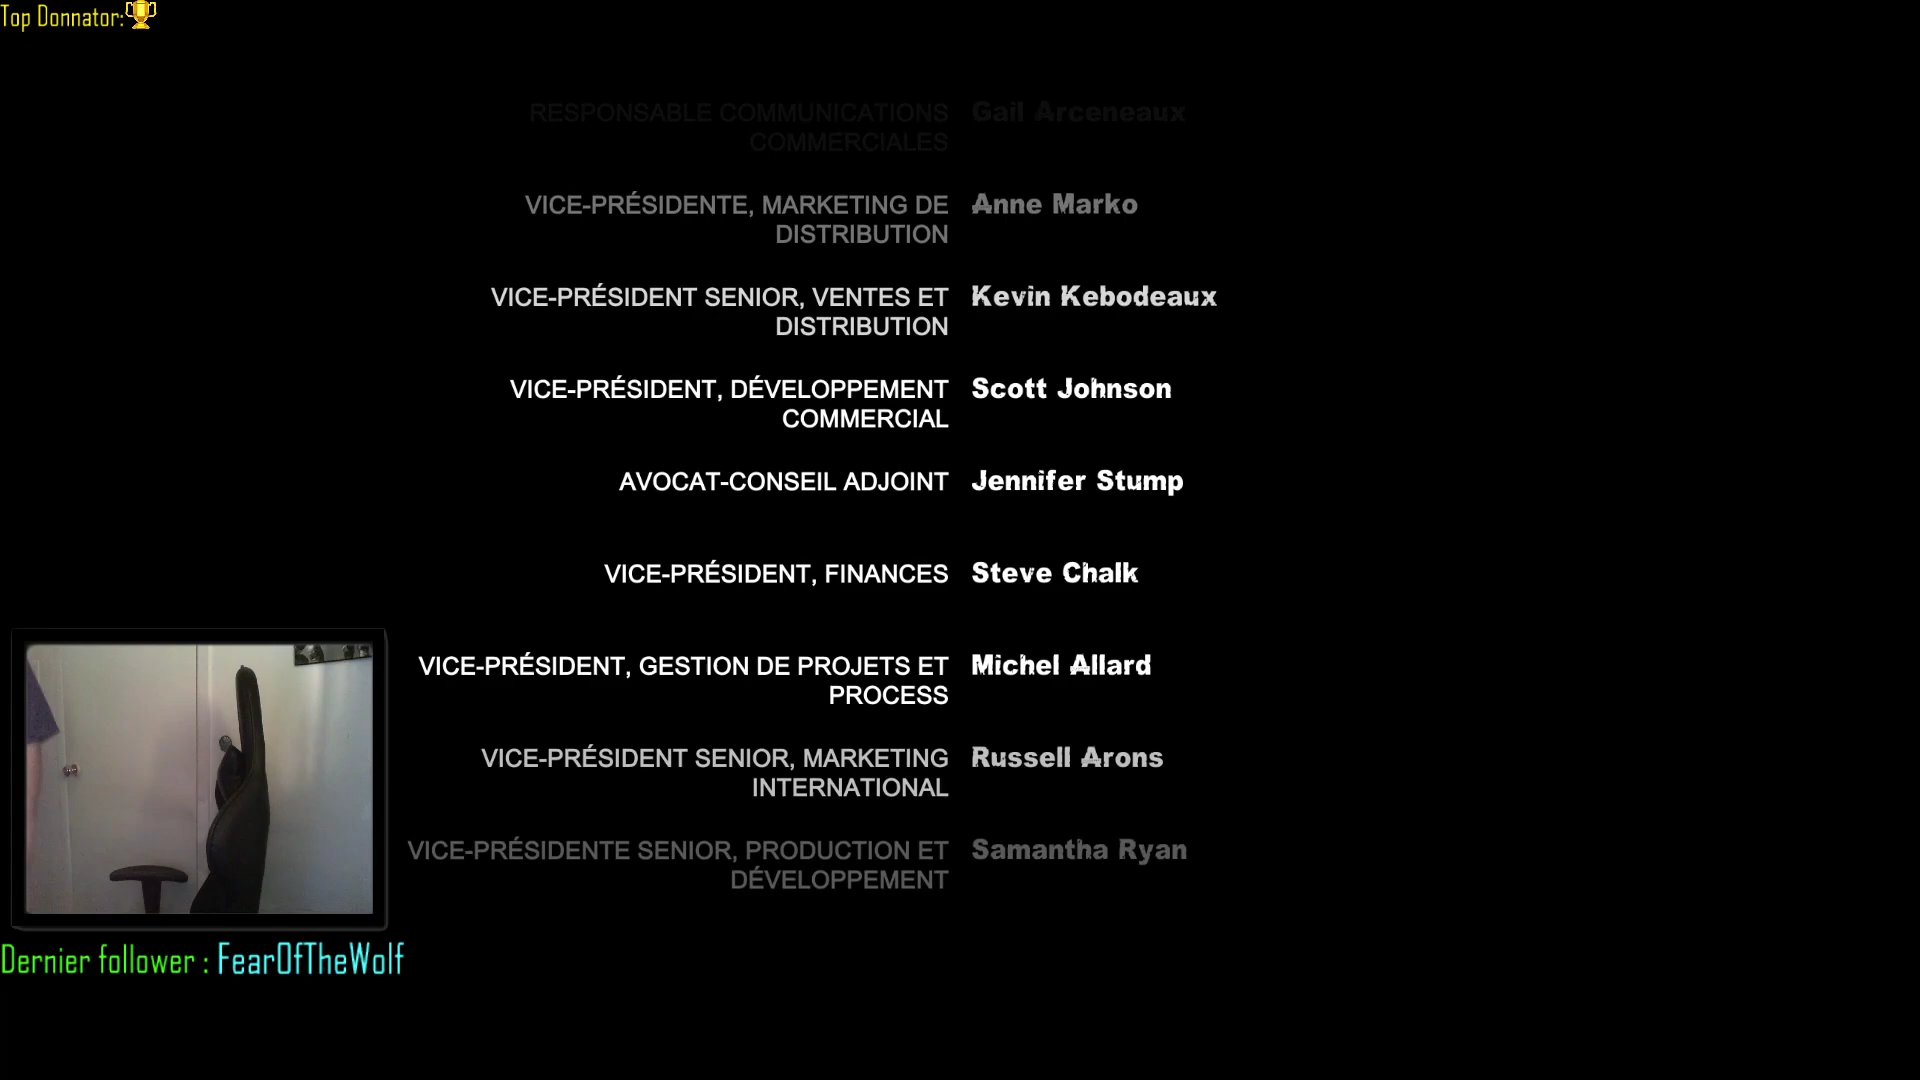 Top Donnator:
RESPONSABLE COMMUNICATIONS COMMERCIALES Gail Arceneaux
VICE-PRÉSIDENTE, MARKETING DE DISTRIBUTION Anne Marko
VICE-PRÉSIDENT SENIOR, VENTES ET DISTRIBUTION Kevin Kebodeaux
VICE-PRÉSIDENT, DÉVELOPPEMENT COMMERCIAL Scott Johnson
AVOCAT-CONSEIL ADJOINT Jennifer Stump
VICE-PRÉSIDENT, FINANCES Steve Chalk
VICE-PRÉSIDENT, GESTION DE PROJETS ET PROCESS Michel Allard
VICE-PRÉSIDENT SENIOR, MARKETING INTERNATIONAL Russell Arons
VICE-PRÉSIDENTE SENIOR, PRODUCTION ET DÉVELOPPEMENT Samantha Ryan
Dernier follower : FearOfTheWolf